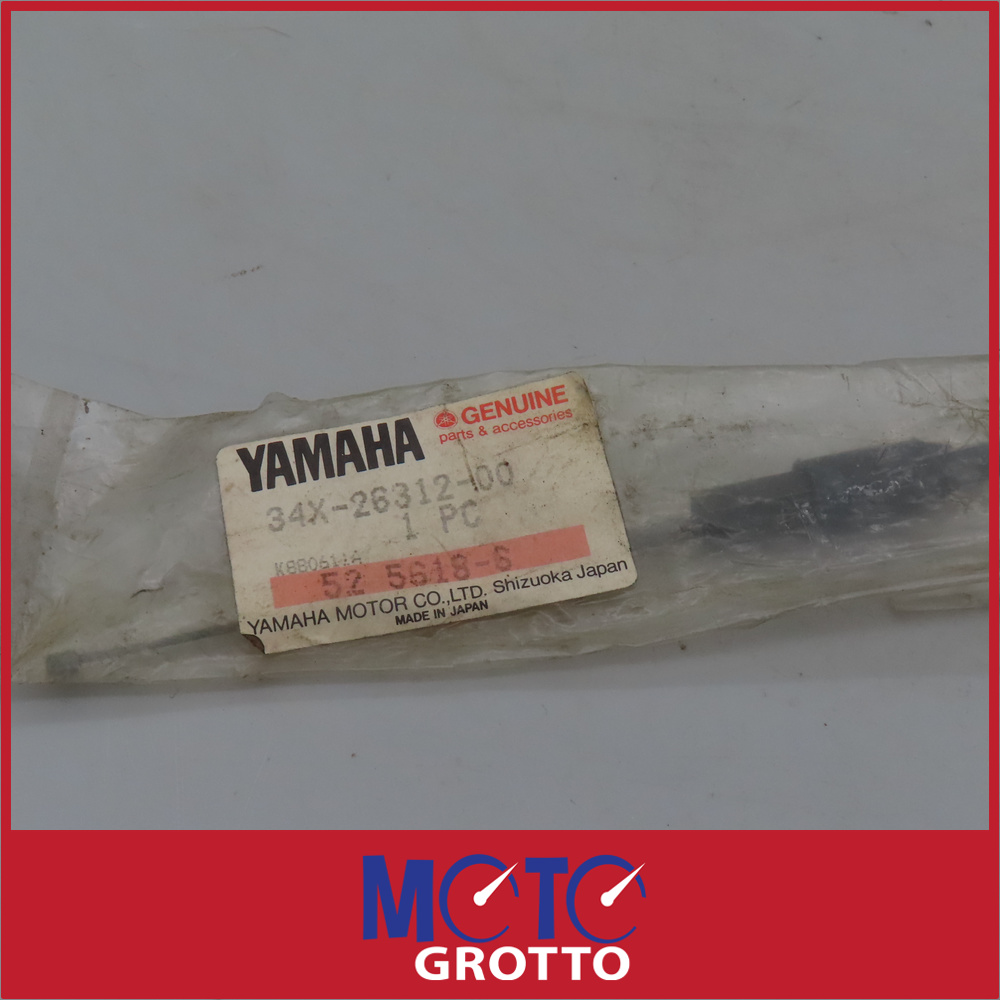 YAMAHA
GENUINE
parts & accessories
34X-26312-00
1 PC
K8B0611A
52 5618-6
YAMAHA MOTOR CO.,LTD. Shizuoka Japan
MADE IN JAPAN
MOTO
GROTTO